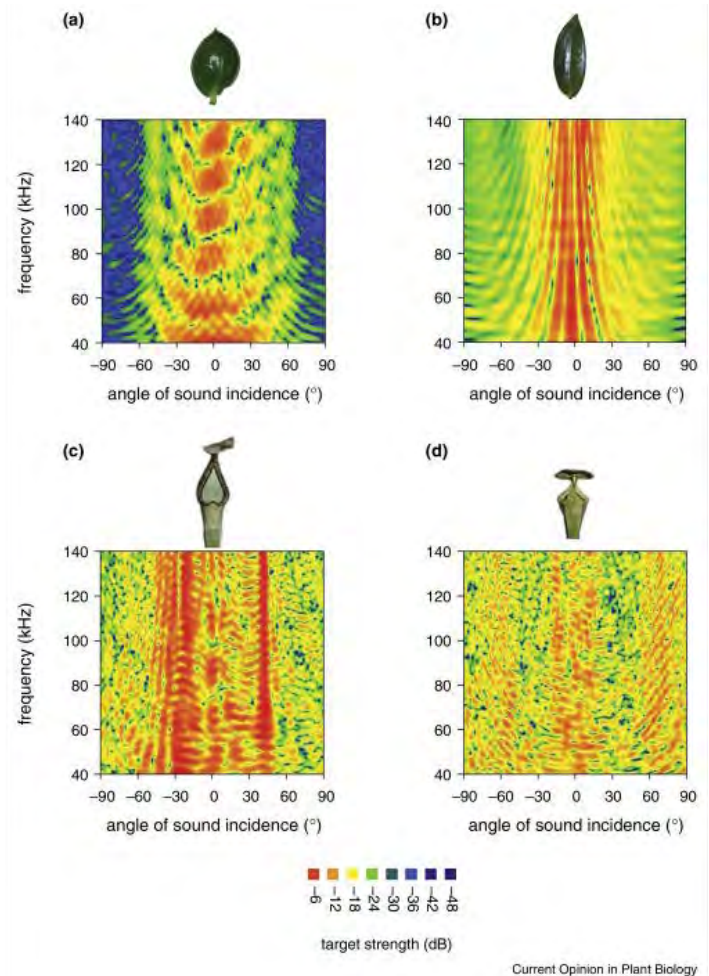 (a)
(b)
140
120
100
80
60
40
frequency (kHz)
−90 −60 −30 0 30 60 90
angle of sound incidence (°)
140
120
100
80
60
40
−90 −60 −30 0 30 60 90
angle of sound incidence (°)
(c)
(d)
140
120
100
80
60
40
frequency (kHz)
−90 −60 −30 0 30 60 90
angle of sound incidence (°)
140
120
100
80
60
40
−90 −60 −30 0 30 60 90
angle of sound incidence (°)
−6 −12 −18 −24 −30 −36 −42 −48
target strength (dB)
Current Opinion in Plant Biology